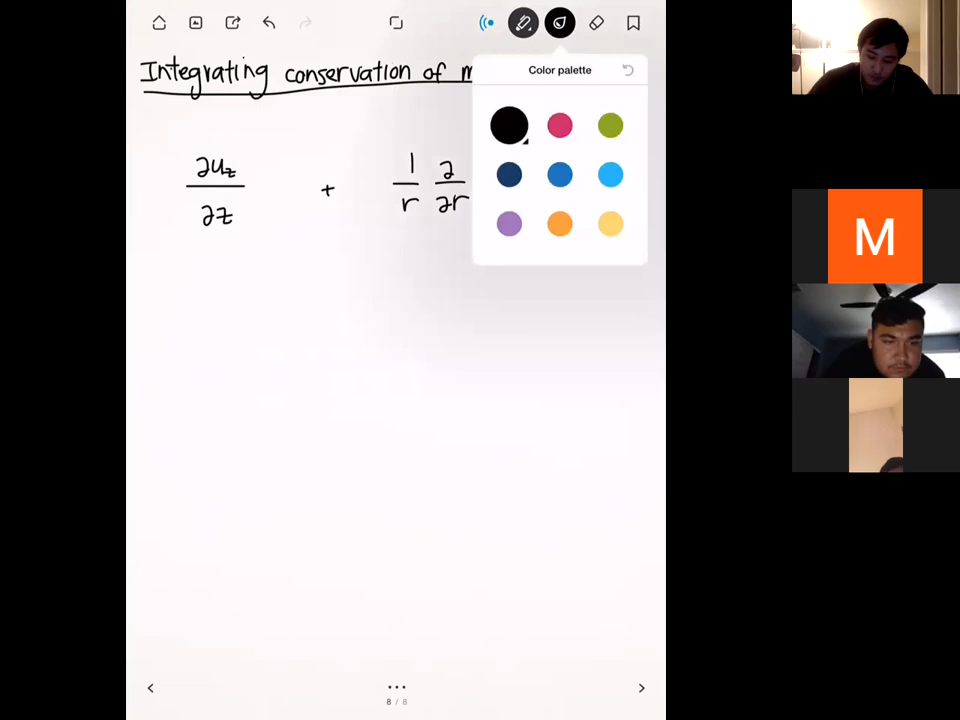 Integrating conservation of m
Color palette
∂u_z/∂z + 1/r ∂/∂r
M
8 / 8